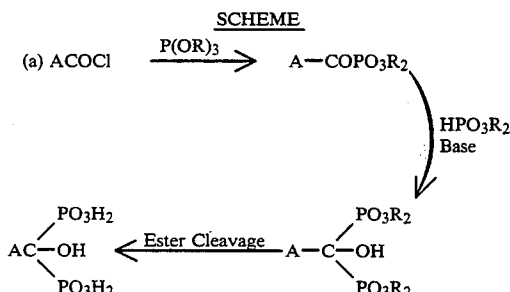 SCHEME
(a) ACOCl
P(OR)3
A—COPO3R2
HPO3R2
Base
PO3R2
A—C—OH
PO3R2
Ester Cleavage
PO3H2
AC—OH
PO3H2